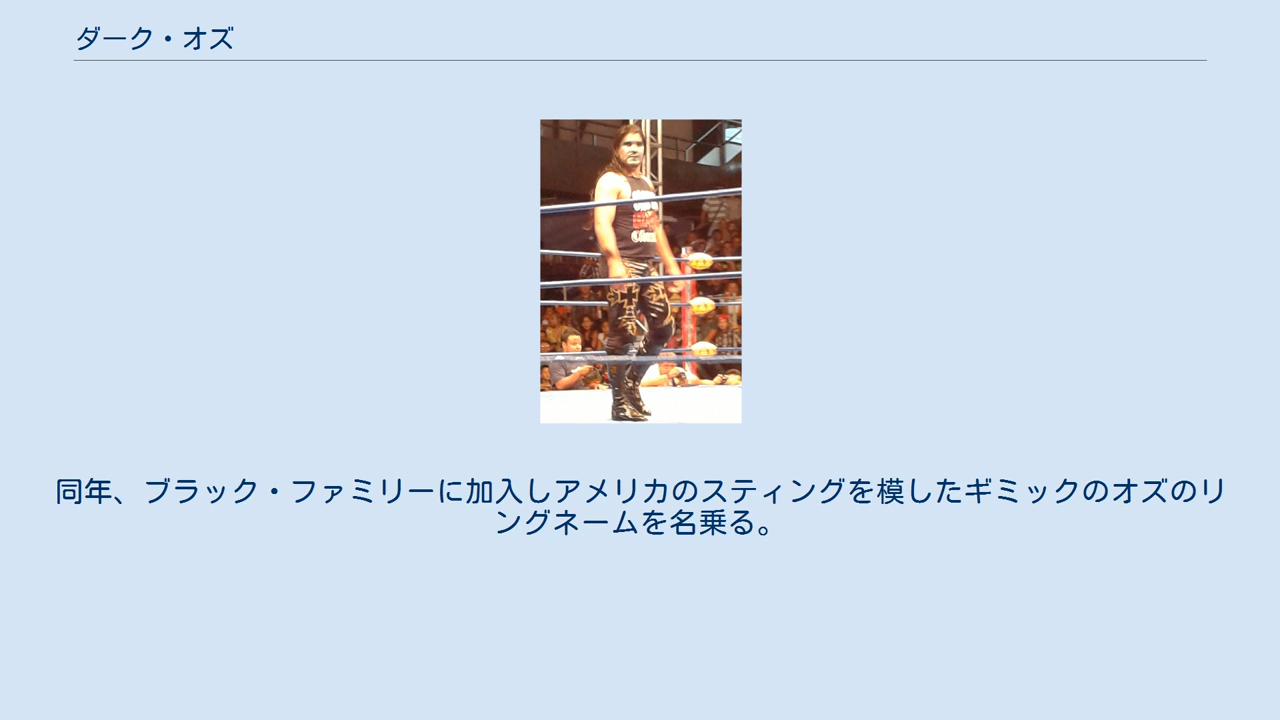 ダーク・オズ
同年、ブラック・ファミリーに加入しアメリカのスティングを模したギミックのオズのリ
ングネームを名乗る。